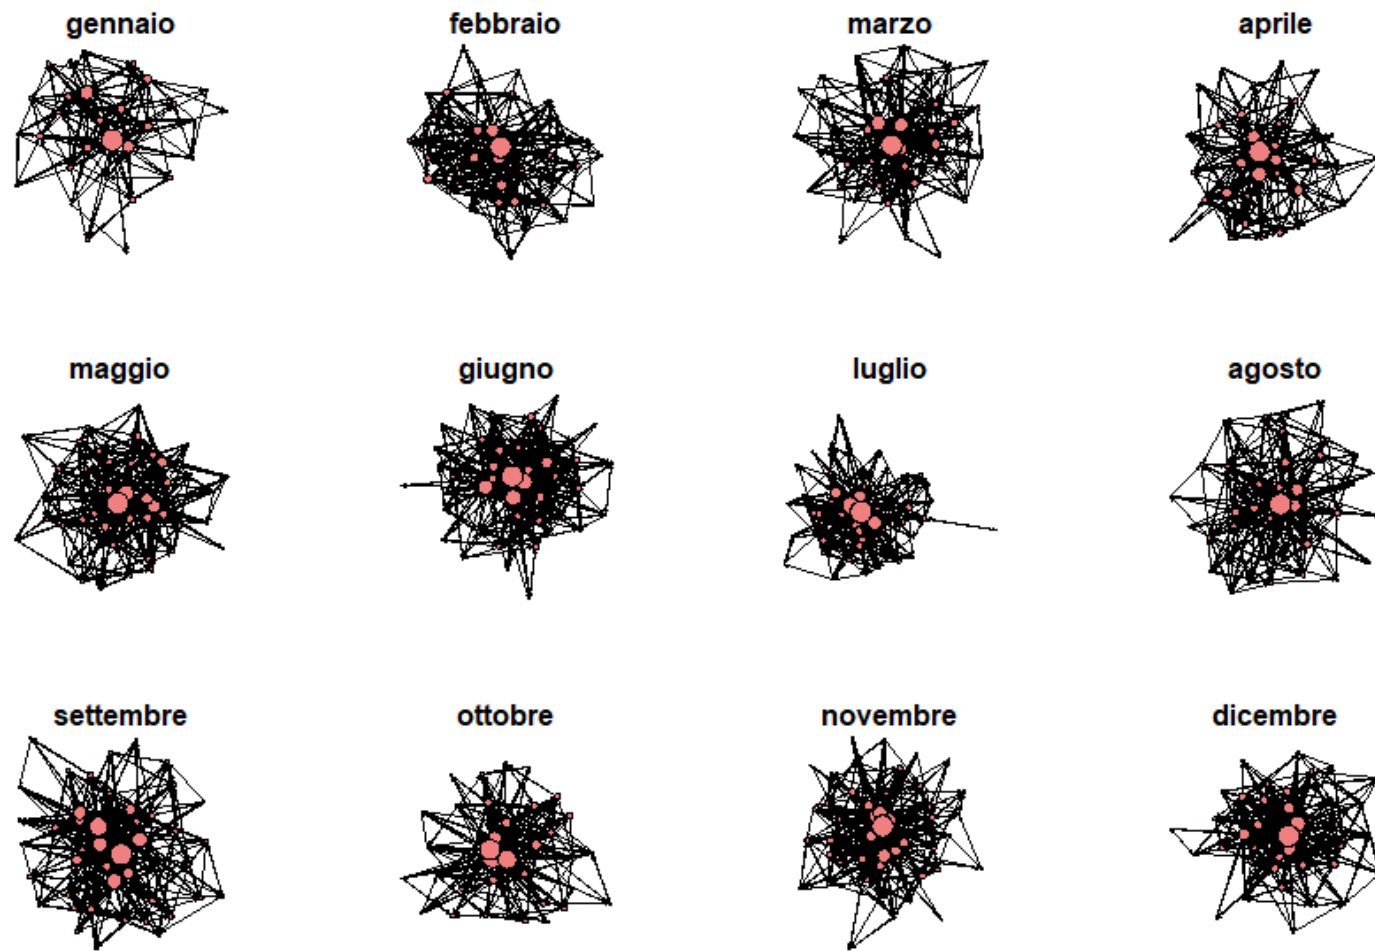 gennaio
febbraio
marzo
aprile
maggio
giugno
luglio
agosto
settembre
ottobre
novembre
dicembre